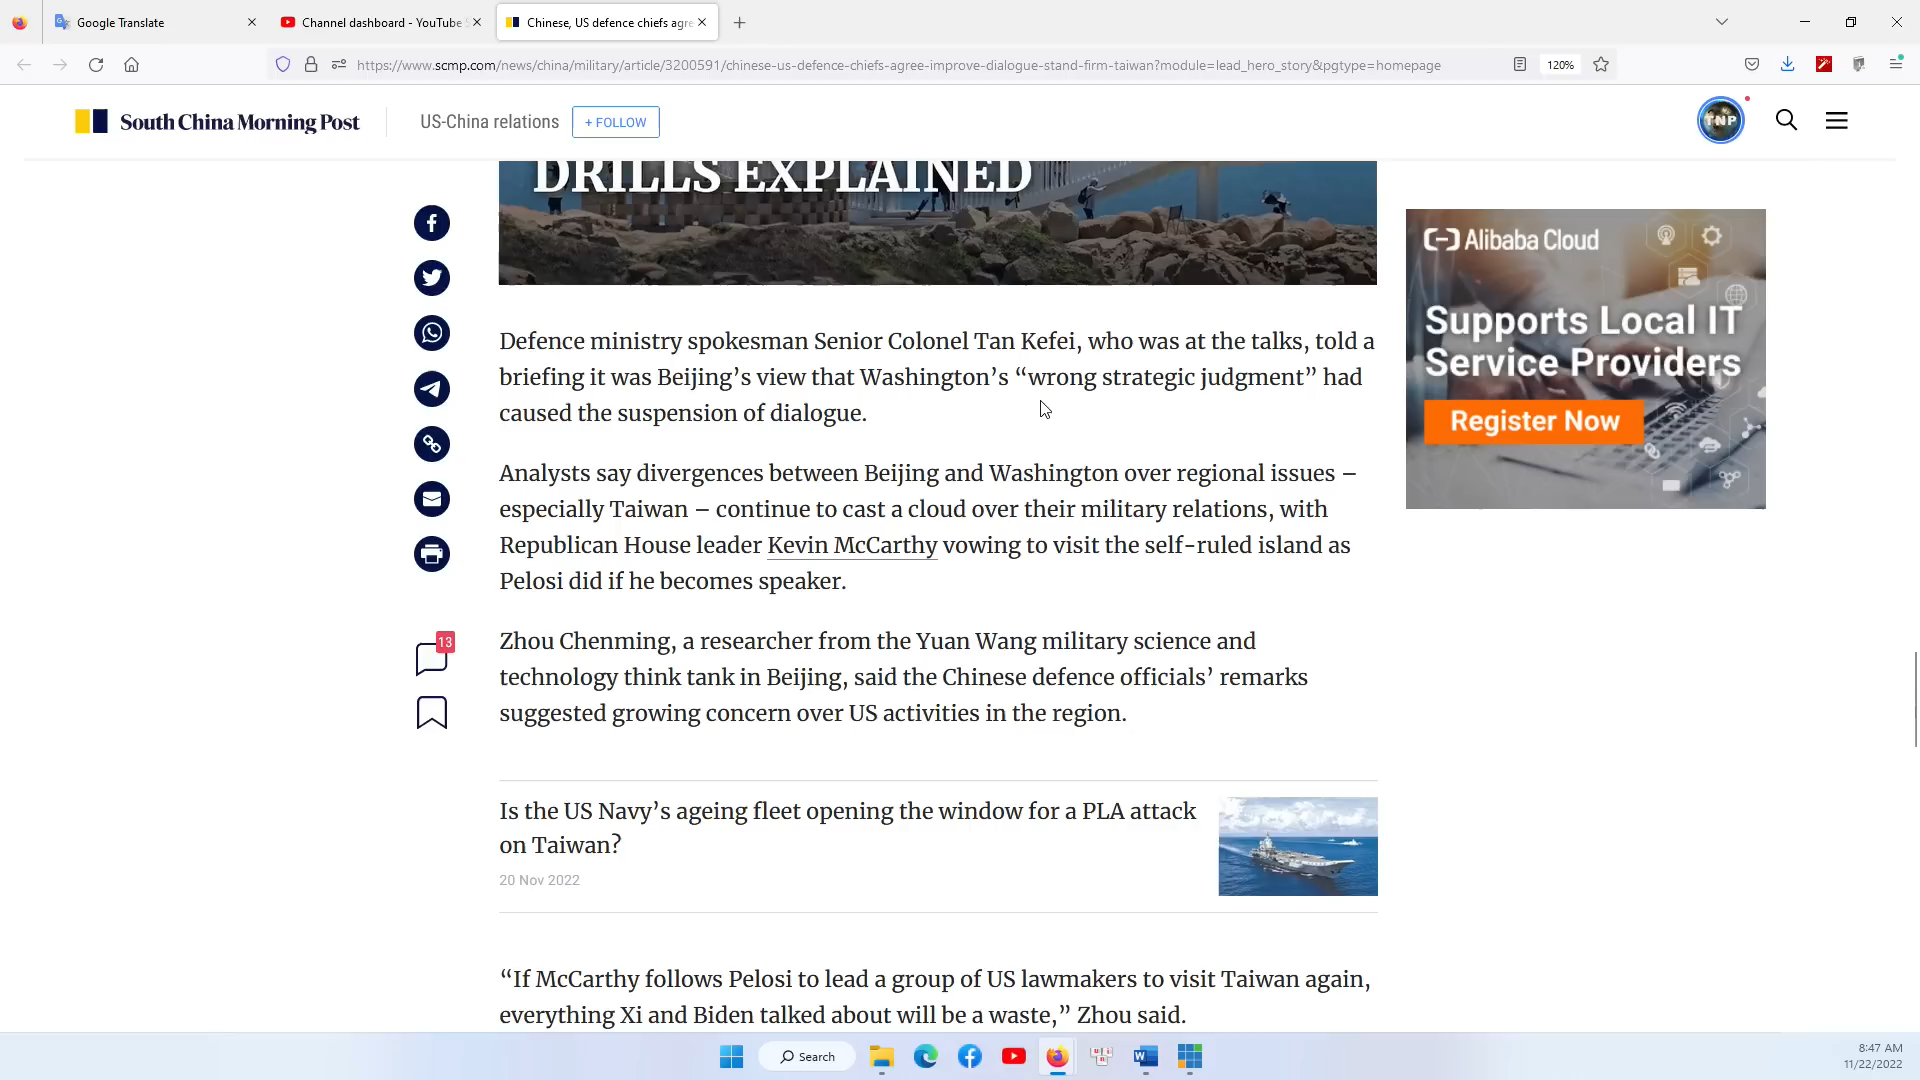 Google Translate
Channel dashboard - YouTube S
Chinese, US defence chiefs agre
https://www.scmp.com/news/china/military/article/3200591/chinese-us-defence-chiefs-agree-improve-dialogue-stand-firm-taiwan?module=lead_hero_story&pgtype=homepage
120%
South China Morning Post
US-China relations
+ FOLLOW
TNP
DRILLS EXPLAINED
Alibaba Cloud
Supports Local IT
Service Providers
Register Now
Defence ministry spokesman Senior Colonel Tan Kefei, who was at the talks, told a
briefing it was Beijing’s view that Washington’s “wrong strategic judgment” had
caused the suspension of dialogue.
Analysts say divergences between Beijing and Washington over regional issues –
especially Taiwan – continue to cast a cloud over their military relations, with
Republican House leader Kevin McCarthy vowing to visit the self-ruled island as
Pelosi did if he becomes speaker.
13
Zhou Chenming, a researcher from the Yuan Wang military science and
technology think tank in Beijing, said the Chinese defence officials’ remarks
suggested growing concern over US activities in the region.
Is the US Navy’s ageing fleet opening the window for a PLA attack
on Taiwan?
20 Nov 2022
“If McCarthy follows Pelosi to lead a group of US lawmakers to visit Taiwan again,
everything Xi and Biden talked about will be a waste,” Zhou said.
Search
8:47 AM
11/22/2022